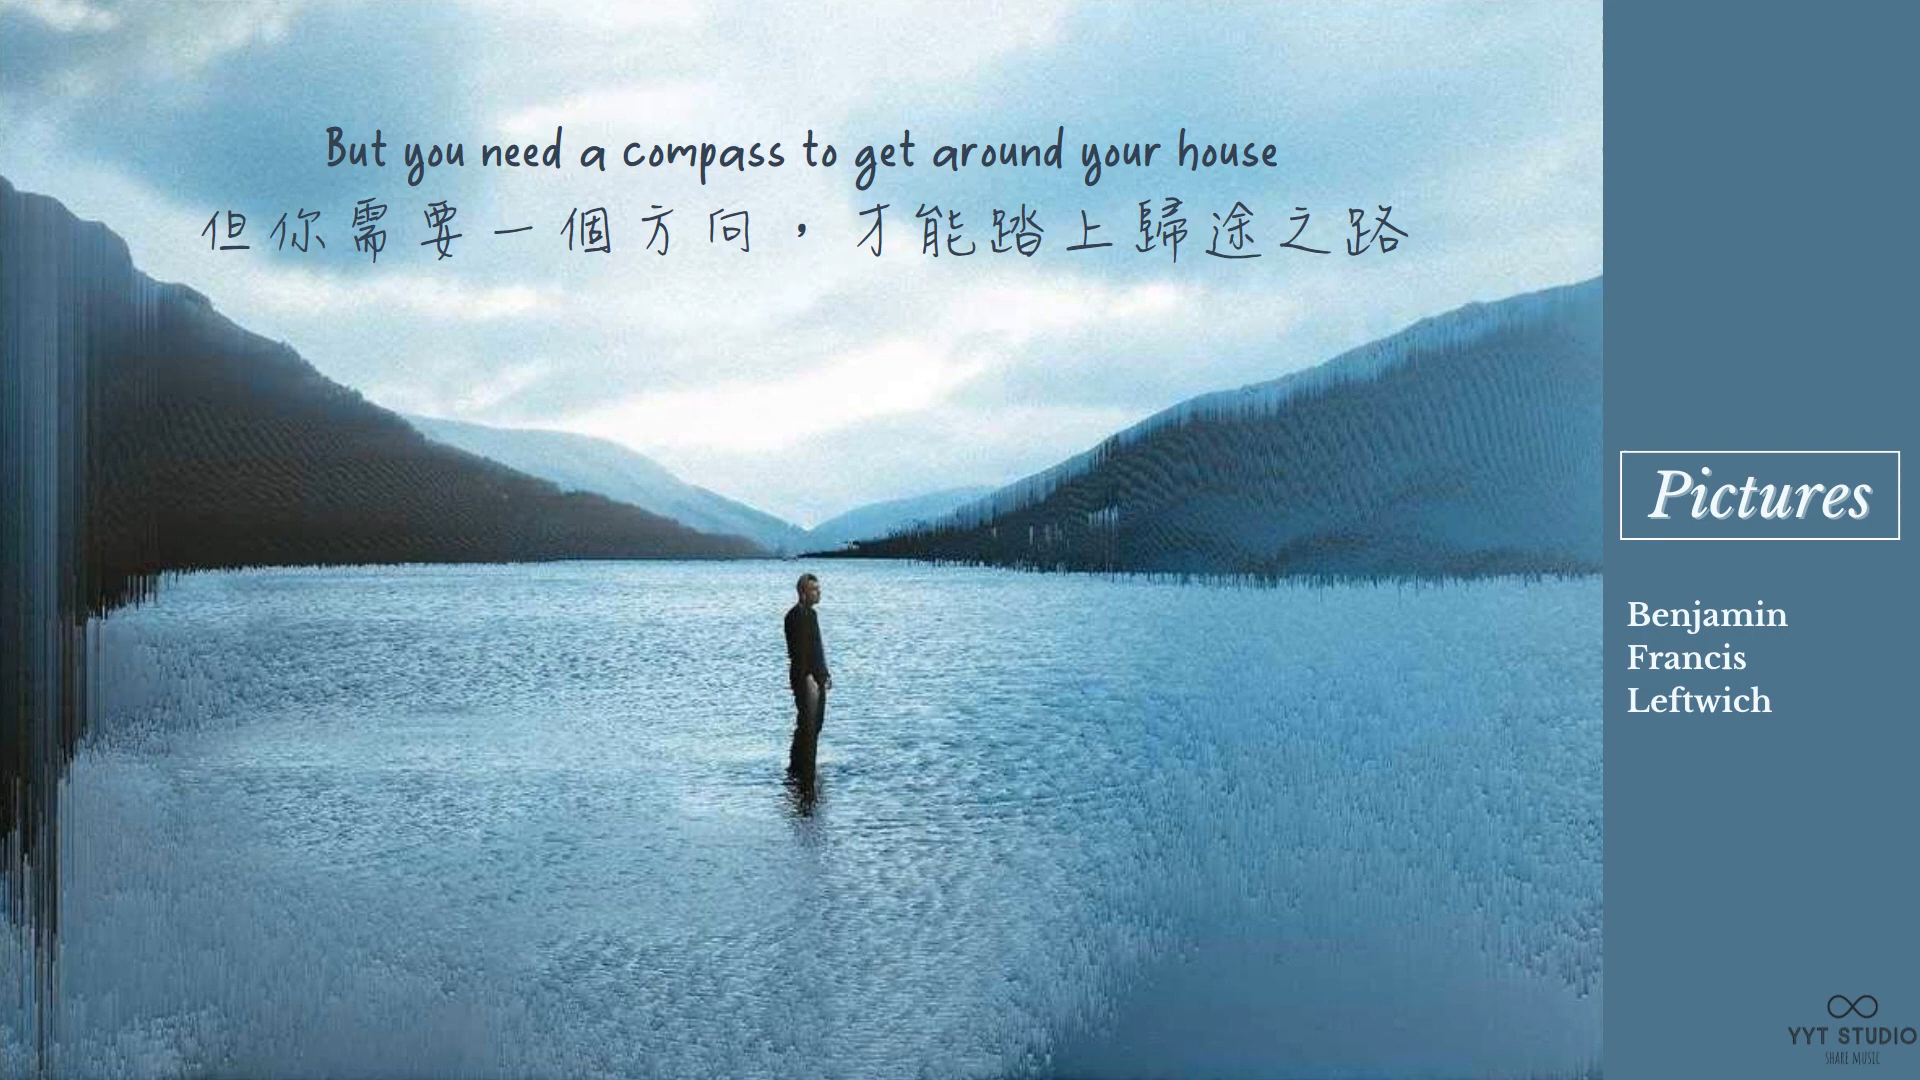 But you need a compass to get around your house
但你需要一個方向，才能踏上歸途之路
Pictures
Benjamin
Francis
Leftwich
YYT STUDIO
SHARE MUSIC